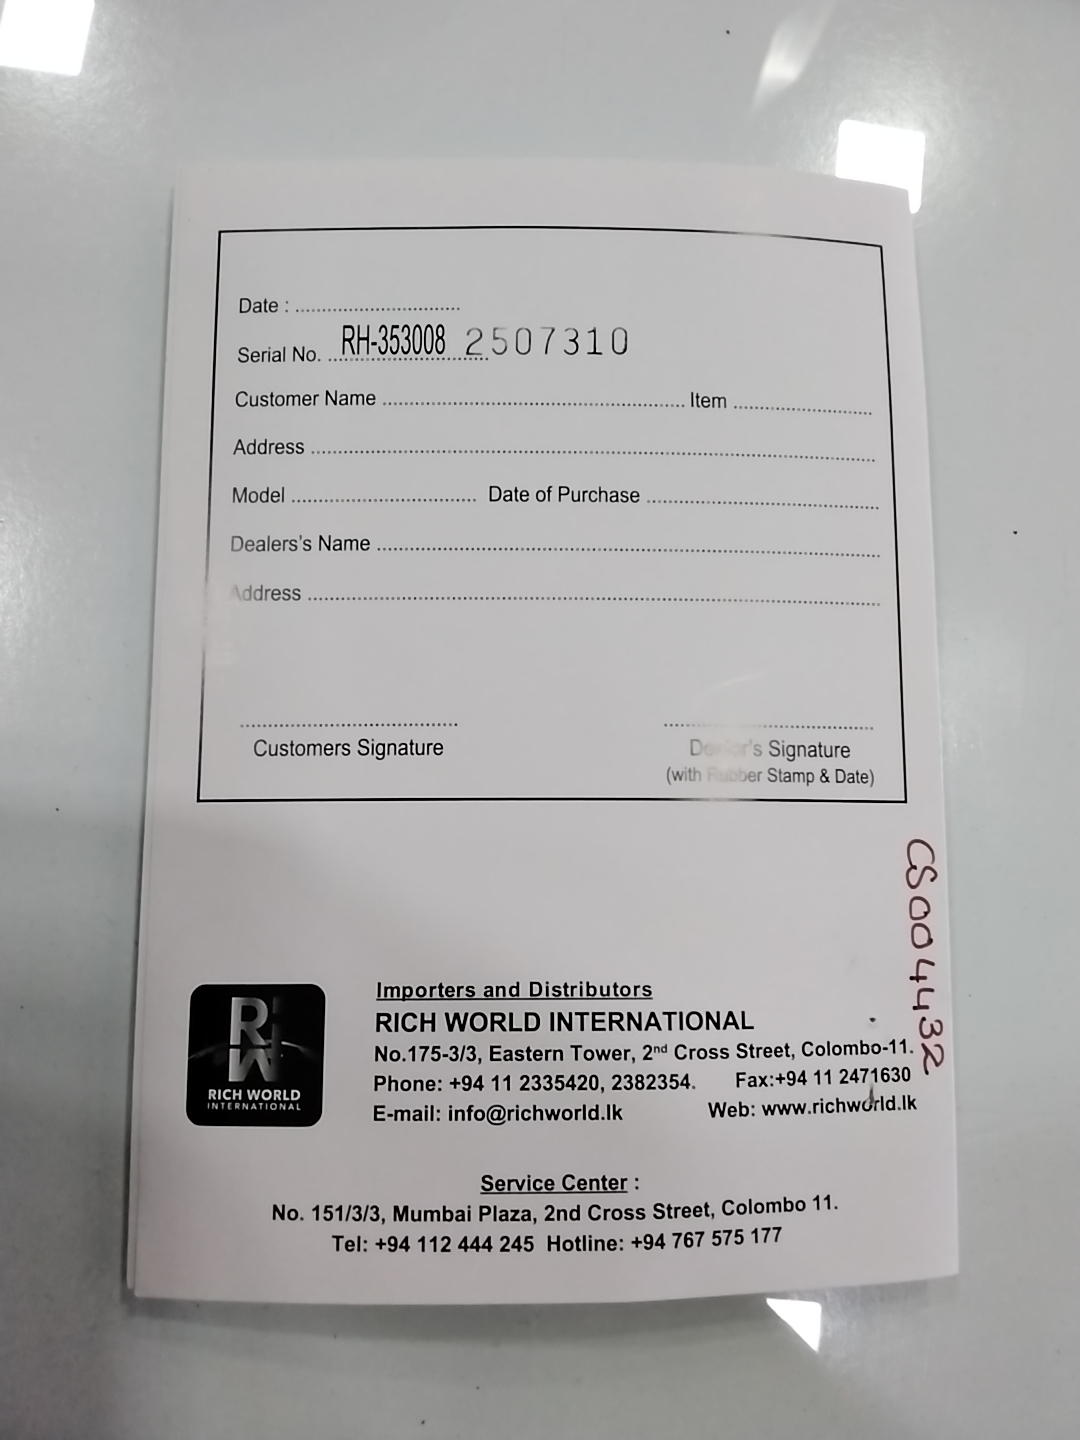 Date : .............................
Serial No. RH-353008 2507310
Customer Name ........................................................ Item .........................
Address ..........................................................................................................
Model .................................. Date of Purchase ...........................................
Dealers's Name ...............................................................................................
Address ..........................................................................................................
Customers Signature
Dealer's Signature
(with Rubber Stamp & Date)
CS004432
RW
RICH WORLD
INTERNATIONAL
Importers and Distributors
RICH WORLD INTERNATIONAL
No.175-3/3, Eastern Tower, 2nd Cross Street, Colombo-11.
Phone: +94 11 2335420, 2382354. Fax:+94 11 2471630
E-mail: info@richworld.lk Web: www.richworld.lk
Service Center :
No. 151/3/3, Mumbai Plaza, 2nd Cross Street, Colombo 11.
Tel: +94 112 444 245 Hotline: +94 767 575 177